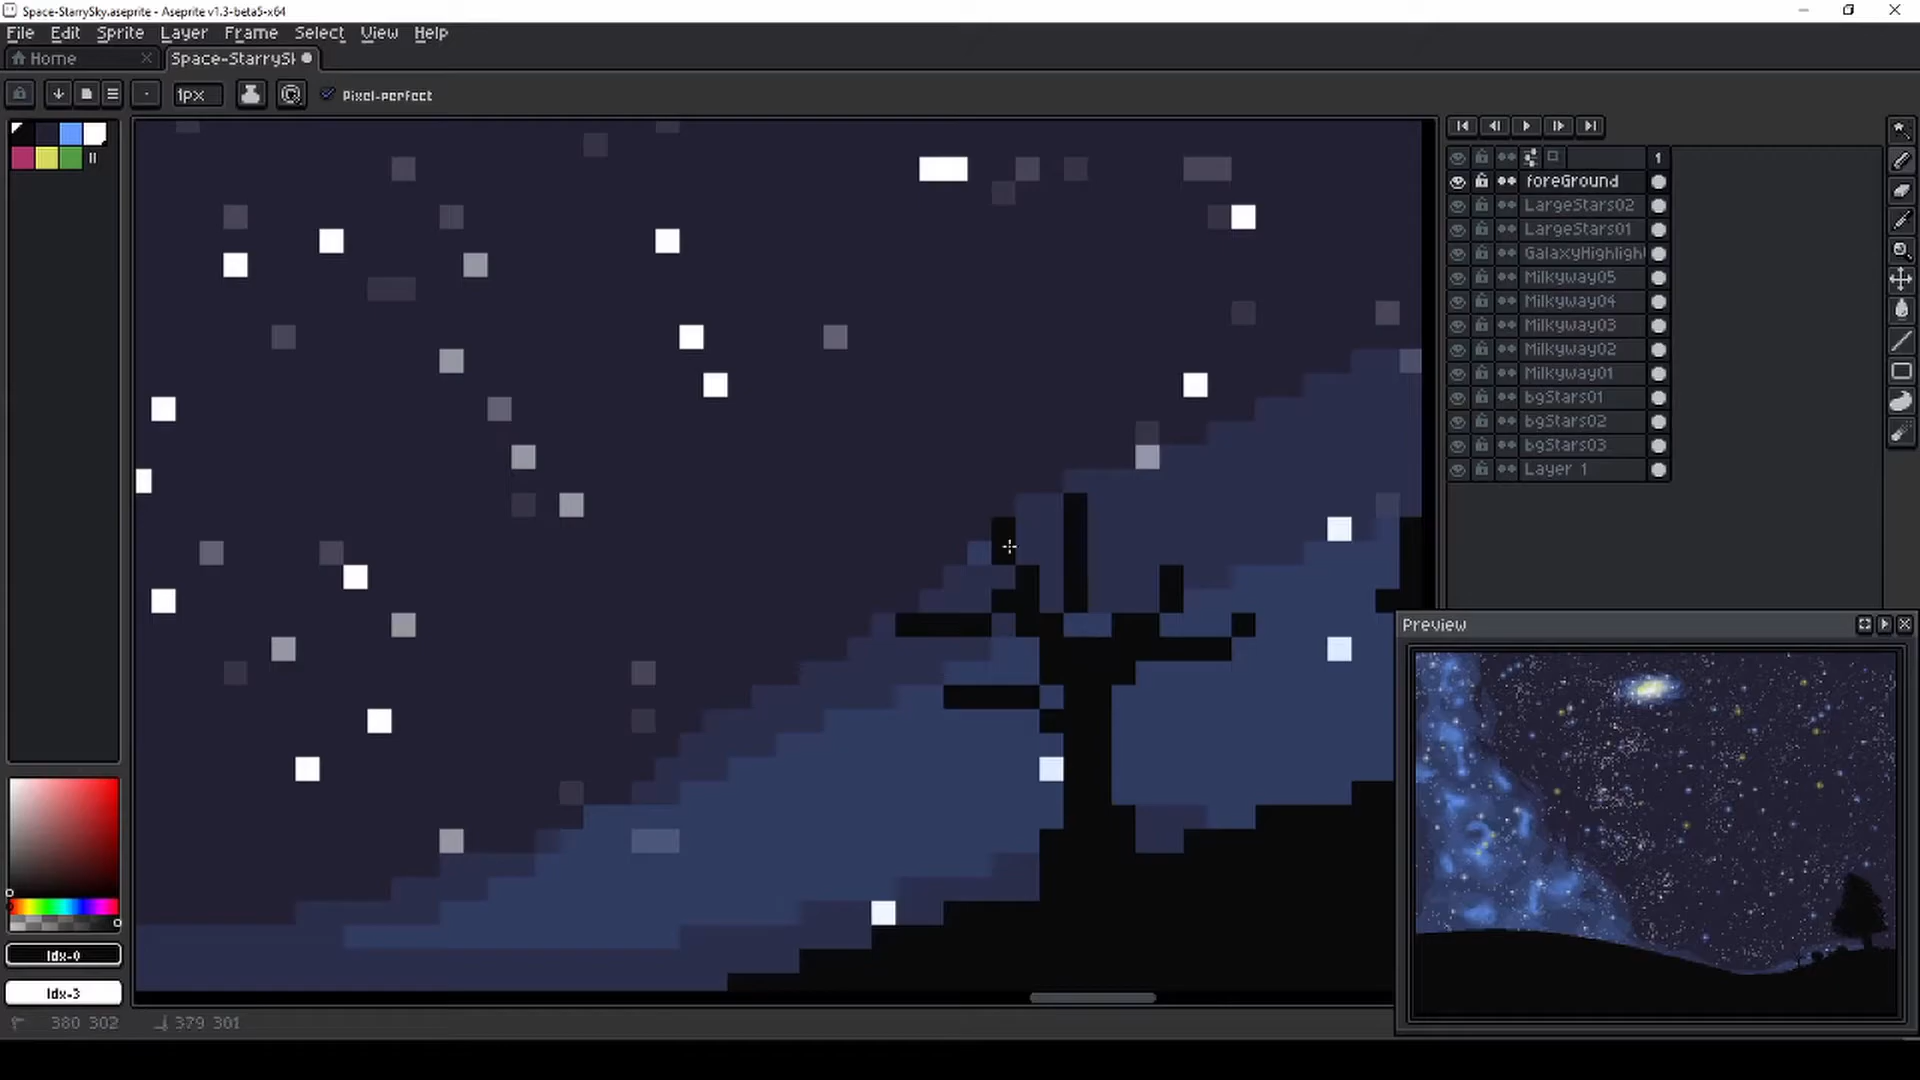 Space-StarrySky.aseprite - Aseprite v1.3-beta5-x64
File Edit Sprite Layer Frame Select View Help
Home Space-StarrySk
1px Pixel-perfect
1
foreGround
LargeStars02
LargeStars01
GalaxyHighligh
Milkyway05
Milkyway04
Milkyway03
Milkyway02
Milkyway01
bgStars01
bgStars02
bgStars03
Layer 1
Preview
Idx-0
Idx-3
380 302 379 301